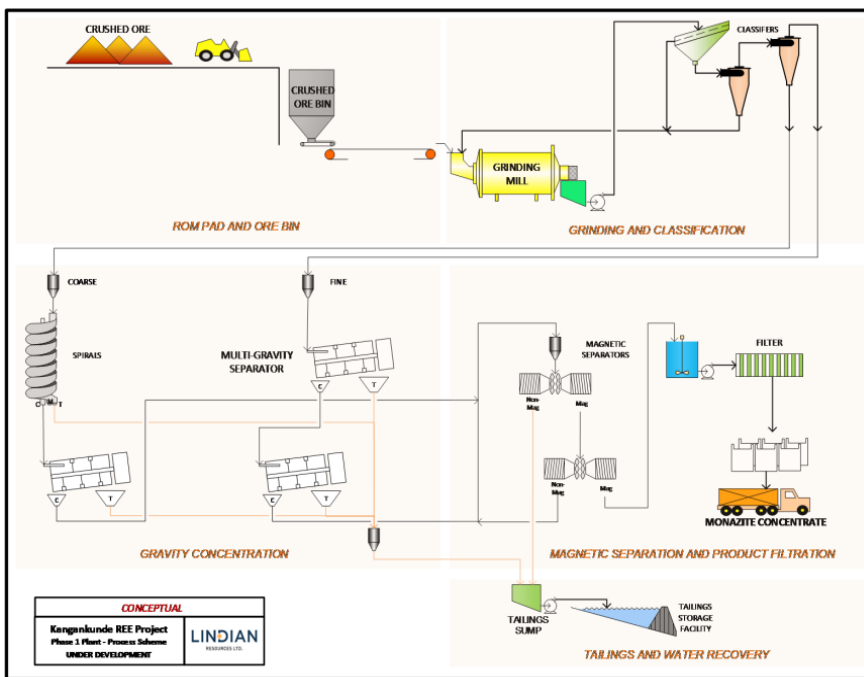 CRUSHED ORE
CRUSHED
ORE BIN
ROM PAD AND ORE BIN
CLASSIFERS
GRINDING
MILL
GRINDING AND CLASSIFICATION
COARSE
SPIRALS
C M T
FINE
MULTI-GRAVITY
SEPARATOR
C T
C T
C T
GRAVITY CONCENTRATION
MAGNETIC
SEPARATORS
Non-
Mag
Mag
Non-
Mag
Mag
FILTER
MONAZITE CONCENTRATE
MAGNETIC SEPARATION AND PRODUCT FILTRATION
TAILINGS
SUMP
TAILINGS
STORAGE
FACILITY
TAILINGS AND WATER RECOVERY
CONCEPTUAL
Kangankunde REE Project
Phase 1 Plant - Process Scheme
UNDER DEVELOPMENT
LINDIAN
RESOURCES LTD.